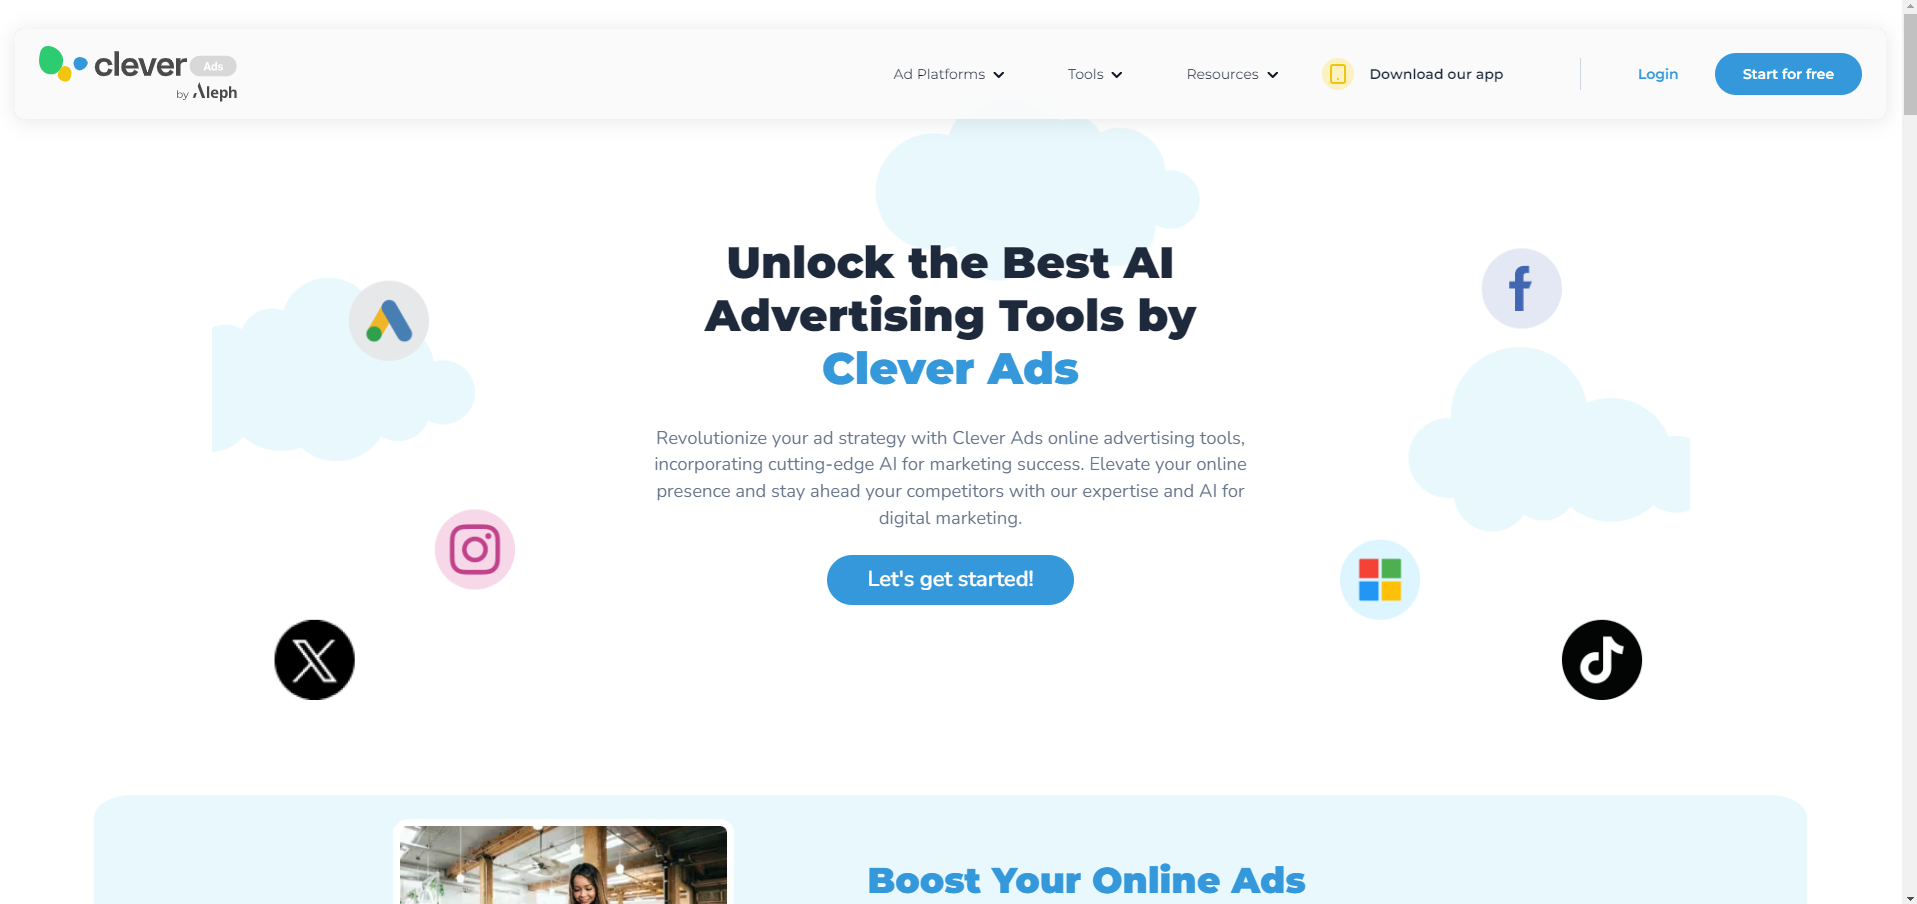 clever Ads
by Aleph
Ad Platforms
Tools
Resources
Download our app
Login
Start for free
Unlock the Best AI
Advertising Tools by
Clever Ads
Revolutionize your ad strategy with Clever Ads online advertising tools,
incorporating cutting-edge AI for marketing success. Elevate your online
presence and stay ahead your competitors with our expertise and AI for
digital marketing.
Let's get started!
Boost Your Online Ads